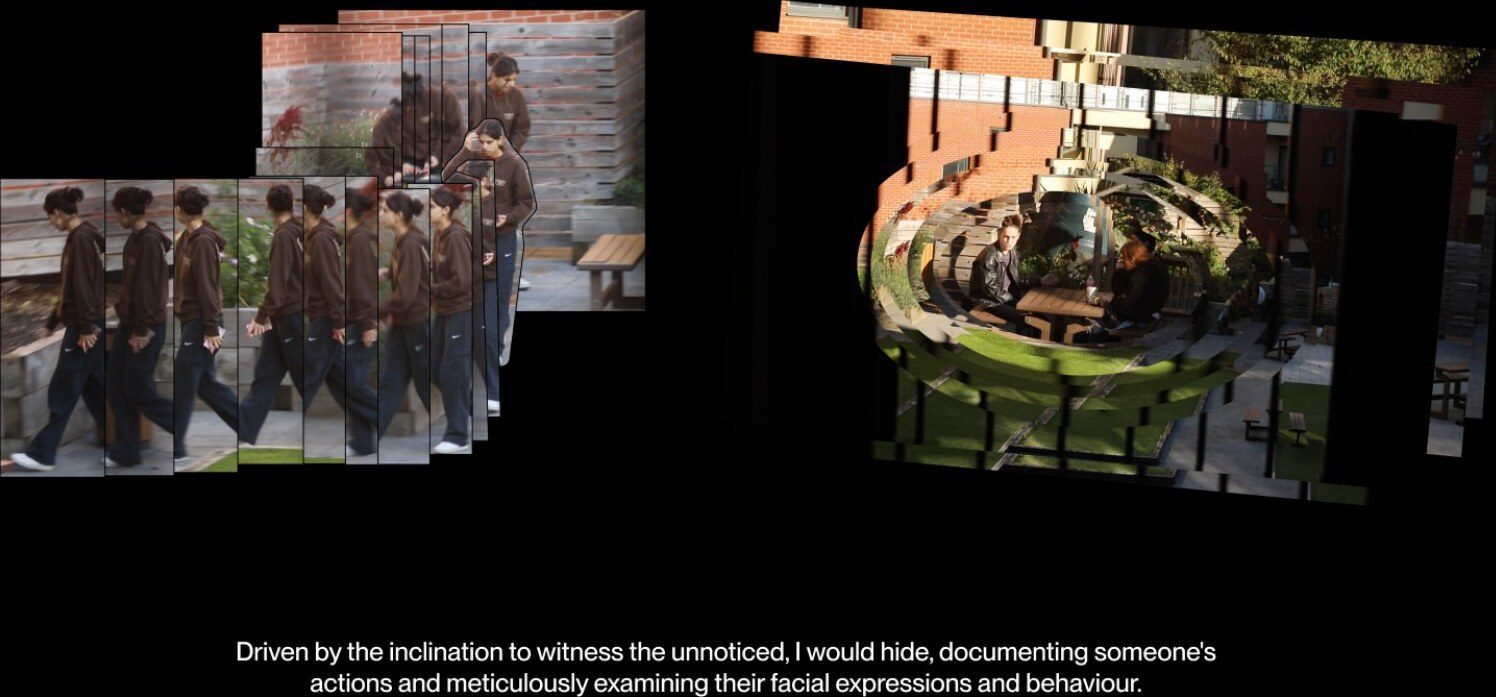 Driven by the inclination to witness the unnoticed, I would hide, documenting someone's
actions and meticulously examining their facial expressions and behaviour.